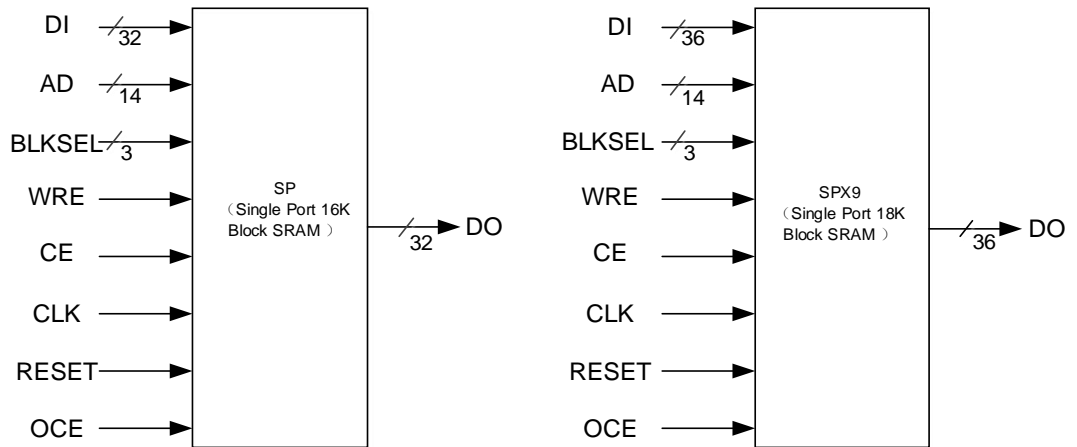 DI 32
AD 14
BLKSEL 3
WRE
CE
CLK
RESET
OCE
SP
（Single Port 16K
Block SRAM ）
32 DO
DI 36
AD 14
BLKSEL 3
WRE
CE
CLK
RESET
OCE
SPX9
（Single Port 18K
Block SRAM ）
36 DO